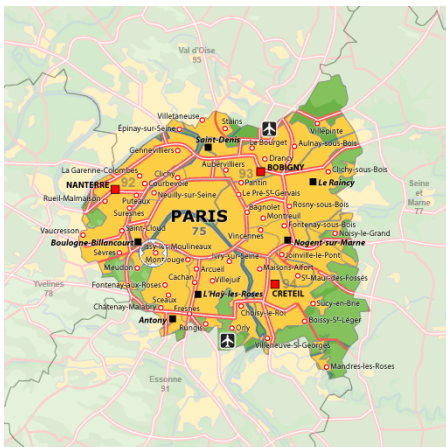 Val d'Oise
95
Villetaneuse
Epinay-sur-Seine
Stains
Villepinte
Saint-Denis
Le Bourget
Aulnay-sous-Bois
Gennevilliers
Drancy
Aubervilliers
93
BOBIGNY
La Garenne-Colombes
Clichy
Clichy-sous-Bois
NANTERRE
92
Courbevoie
Pantin
Le Raincy
Seine
et
Marne
77
Rueil-Malmaison
Puteaux
Neuilly-sur-Seine
Le Pré-St-Gervais
Suresnes
PARIS
75
Bagnolet
Rosny-sous-Bois
Montreuil
Vaucresson
Saint-Cloud
Fontenay-sous-Bois
Noisy-le-Grand
Boulogne-Billancourt
Vincennes
Nogent-sur-Marne
Sèvres
Issy-les-Moulineaux
Montrouge
Ivry-sur-Seine
Joinville-le-Pont
Meudon
Arcueil
Maisons-Alfort
Cachan
Villejuif
St-Maur-des-Fossés
Yvelines
78
Fontenay-aux-Roses
94
CRETEIL
Sceaux
L'Haÿ-les-Roses
Sucy-en-Brie
Châtenay-Malabry
Fresnes
Choisy-le-Roi
Boissy-St-Léger
Antony
Rungis
Orly
Villeneuve-St-Georges
Mandres-les-Roses
Essonne
91